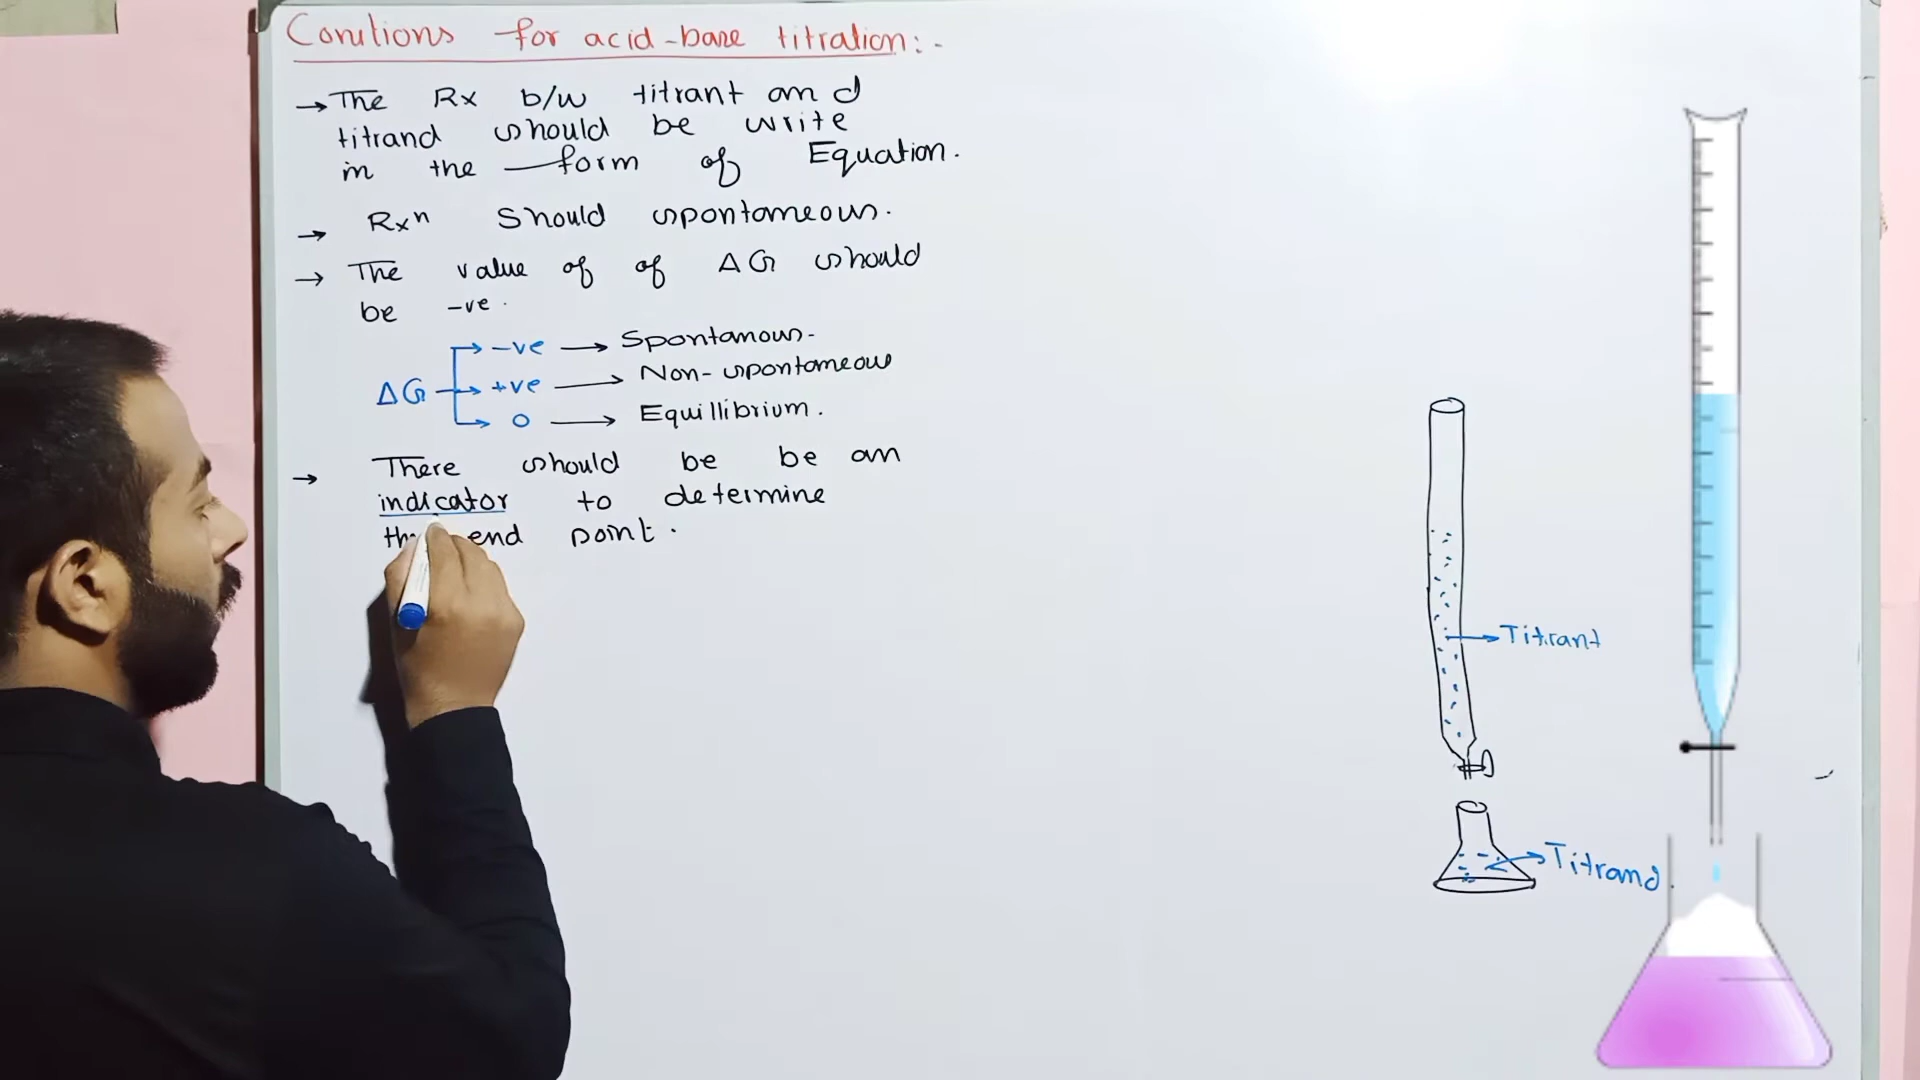 Conitions for acid-base titration:-
→ The Rx b/w titrant and
titrand should be write
in the form of Equation.
→ Rxⁿ Should spontaneous.
→ The value of of ΔG should
be -ve.
-ve → Spontanous-
ΔG +ve → Non-spontaneous
0 → Equillibrium.
→ There should be be an
indicator to determine
end point.
Titrant
Titrand.